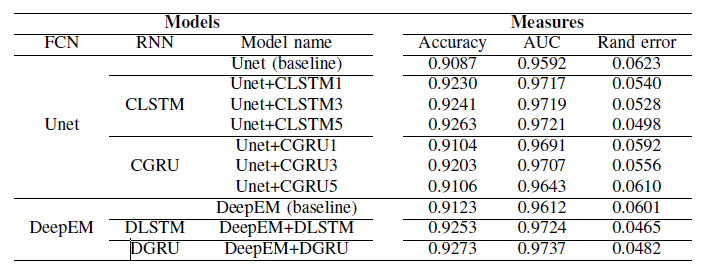 Models Measures
FCN RNN Model name Accuracy AUC Rand error
Unet (baseline) 0.9087 0.9592 0.0623
Unet+CLSTM1 0.9230 0.9717 0.0540
CLSTM Unet+CLSTM3 0.9241 0.9719 0.0528
Unet Unet+CLSTM5 0.9263 0.9721 0.0498
Unet+CGRU1 0.9104 0.9691 0.0592
CGRU Unet+CGRU3 0.9203 0.9707 0.0556
Unet+CGRU5 0.9106 0.9643 0.0610
DeepEM (baseline) 0.9123 0.9612 0.0601
DeepEM DLSTM DeepEM+DLSTM 0.9253 0.9724 0.0465
DGRU DeepEM+DGRU 0.9273 0.9737 0.0482